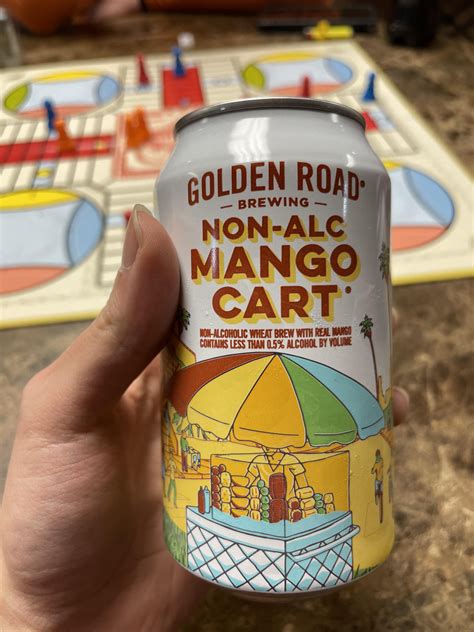 GOLDEN ROAD®
BREWING
NON-ALC
MANGO
CART®
NON-ALCOHOLIC WHEAT BREW WITH REAL MANGO
CONTAINS LESS THAN 0.5% ALCOHOL BY VOLUME